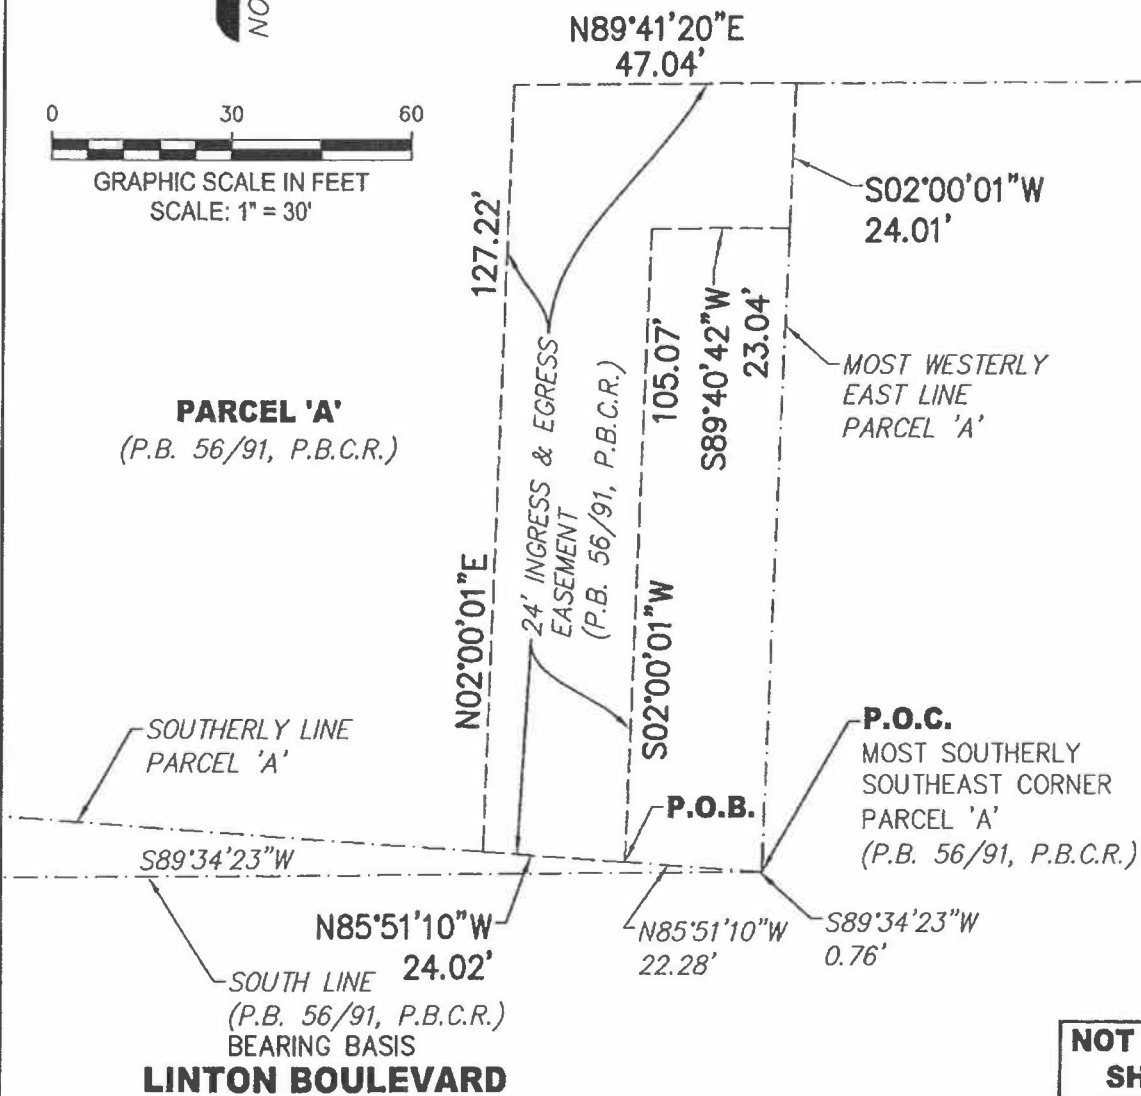 NO
N89°41'20"E
47.04'
0 30 60
GRAPHIC SCALE IN FEET
SCALE: 1" = 30'
S02°00'01"W
24.01'
127.22'
N02°00'01"E
24' INGRESS & EGRESS
EASEMENT
(P.B. 56/91, P.B.C.R.)
105.07'
S02°00'01"W
S89°40'42"W
23.04'
MOST WESTERLY
EAST LINE
PARCEL 'A'
PARCEL 'A'
(P.B. 56/91, P.B.C.R.)
SOUTHERLY LINE
PARCEL 'A'
P.O.B.
P.O.C.
MOST SOUTHERLY
SOUTHEAST CORNER
PARCEL 'A'
(P.B. 56/91, P.B.C.R.)
S89°34'23"W
N85°51'10"W
24.02'
N85°51'10"W
22.28'
S89°34'23"W
0.76'
SOUTH LINE
(P.B. 56/91, P.B.C.R.)
BEARING BASIS
LINTON BOULEVARD
NOT
SH